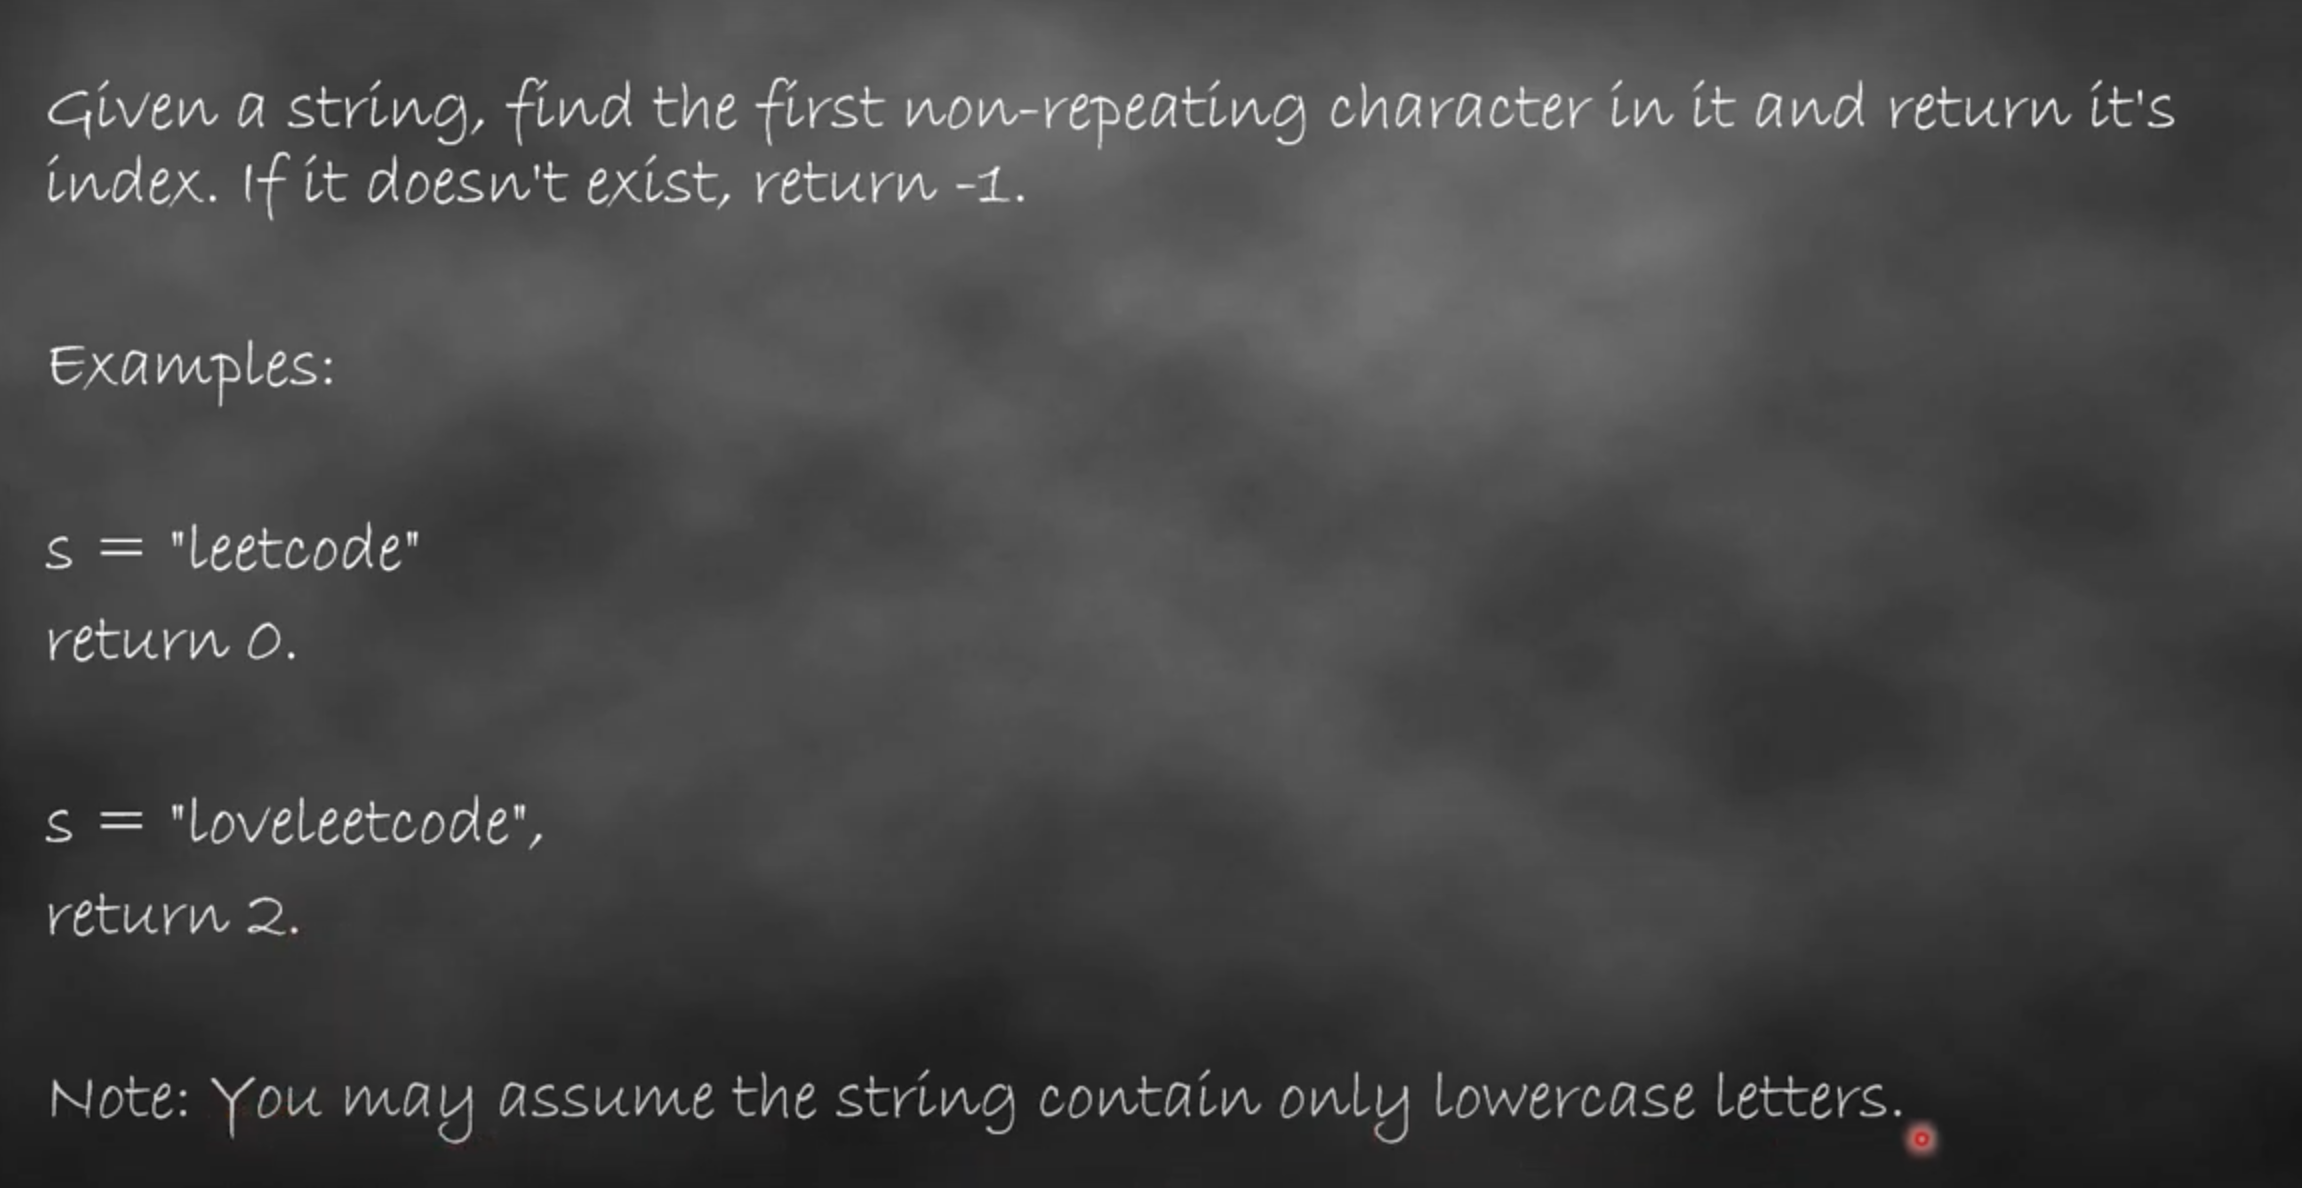 Given a string, find the first non-repeating character in it and return it's
index. If it doesn't exist, return -1.
Examples:
s = "leetcode"
return 0.
s = "loveleetcode",
return 2.
Note: You may assume the string contain only lowercase letters.